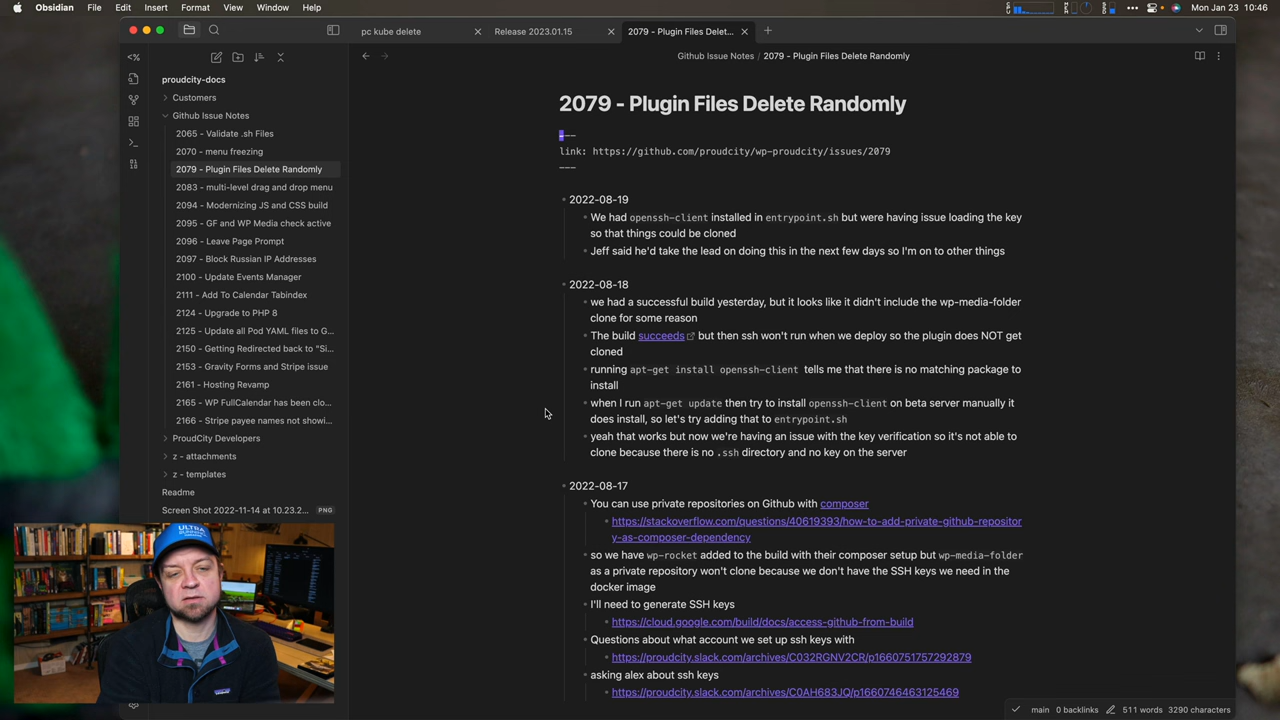 Obsidian File Edit Insert Format View Window Help Mon Jan 23 10:46
pc kube delete Release 2023.01.15 2079 - Plugin Files Delet...
Github Issue Notes / 2079 - Plugin Files Delete Randomly
proudcity-docs
Customers
Github Issue Notes
2065 - Validate .sh Files
2070 - menu freezing
2079 - Plugin Files Delete Randomly
2083 - multi-level drag and drop menu
2094 - Modernizing JS and CSS build
2095 - GF and WP Media check active
2096 - Leave Page Prompt
2097 - Block Russian IP Addresses
2100 - Update Events Manager
2111 - Add To Calendar Tabindex
2124 - Upgrade to PHP 8
2125 - Update all Pod YAML files to G...
2150 - Getting Redirected back to "Si...
2153 - Gravity Forms and Stripe issue
2161 - Hosting Revamp
2165 - WP FullCalendar has been clo...
2166 - Stripe payee names not showi...
ProudCity Developers
z - attachments
z - templates
Readme
Screen Shot 2022-11-14 at 10.23.2... PNG
2079 - Plugin Files Delete Randomly
---
link: https://github.com/proudcity/wp-proudcity/issues/2079
---
2022-08-19
We had openssh-client installed in entrypoint.sh but were having issue loading the key
so that things could be cloned
Jeff said he'd take the lead on doing this in the next few days so I'm on to other things
2022-08-18
we had a successful build yesterday, but it looks like it didn't include the wp-media-folder
clone for some reason
The build succeeds but then ssh won't run when we deploy so the plugin does NOT get
cloned
running apt-get install openssh-client tells me that there is no matching package to
install
when I run apt-get update then try to install openssh-client on beta server manually it
does install, so let's try adding that to entrypoint.sh
yeah that works but now we're having an issue with the key verification so it's not able to
clone because there is no .ssh directory and no key on the server
2022-08-17
You can use private repositories on Github with composer
https://stackoverflow.com/questions/40619393/how-to-add-private-github-repositor
y-as-composer-dependency
so we have wp-rocket added to the build with their composer setup but wp-media-folder
as a private repository won't clone because we don't have the SSH keys we need in the
docker image
I'll need to generate SSH keys
https://cloud.google.com/build/docs/access-github-from-build
Questions about what account we set up ssh keys with
https://proudcity.slack.com/archives/C032RGNV2CR/p1660751757292879
asking alex about ssh keys
https://proudcity.slack.com/archives/C0AH683JQ/p1660746463125469
main 0 backlinks 511 words 3290 characters